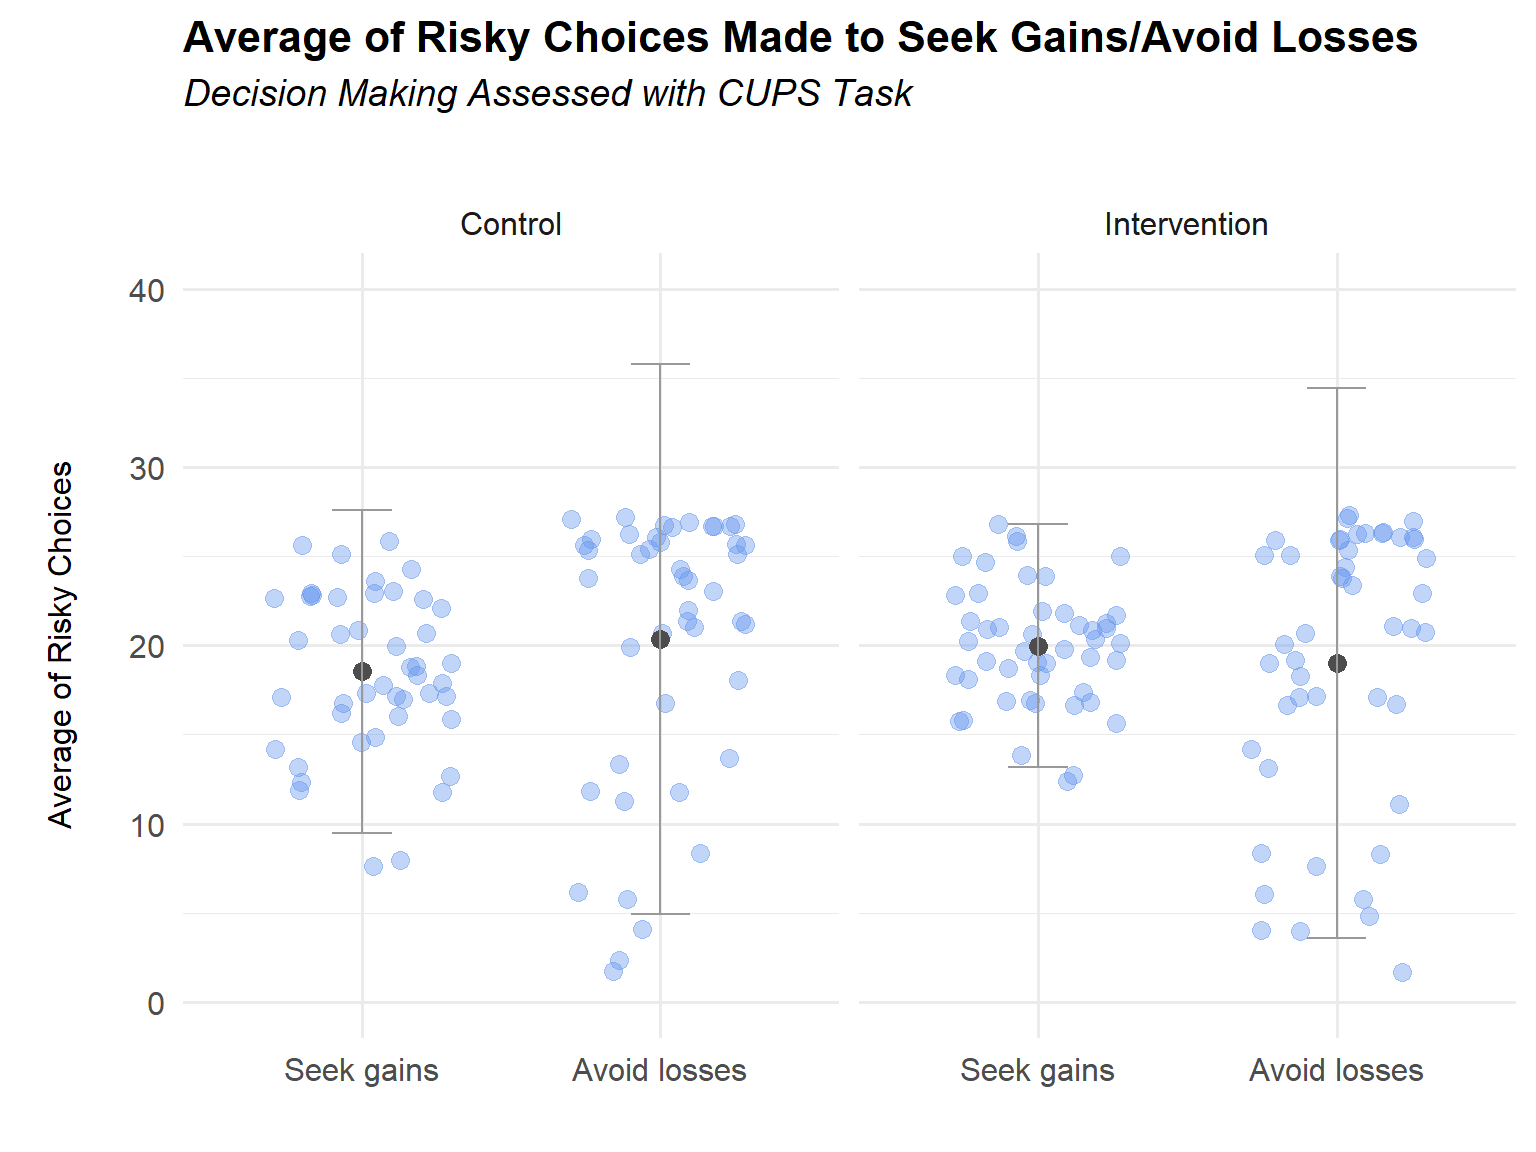 Average of Risky Choices Made to Seek Gains/Avoid Losses
Decision Making Assessed with CUPS Task
Control
Intervention
Average of Risky Choices
40
30
20
10
0
Seek gains
Avoid losses
Seek gains
Avoid losses